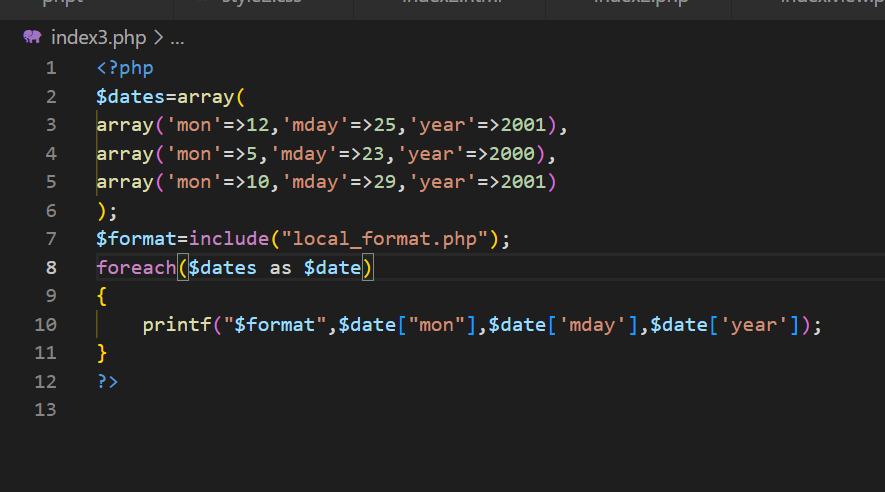 index3.php > ...
1 <?php
2 $dates=array(
3 array('mon'=>12,'mday'=>25,'year'=>2001),
4 array('mon'=>5,'mday'=>23,'year'=>2000),
5 array('mon'=>10,'mday'=>29,'year'=>2001)
6 );
7 $format=include("local_format.php");
8 foreach($dates as $date)
9 {
10 printf("$format",$date["mon"],$date['mday'],$date['year']);
11 }
12 ?>
13